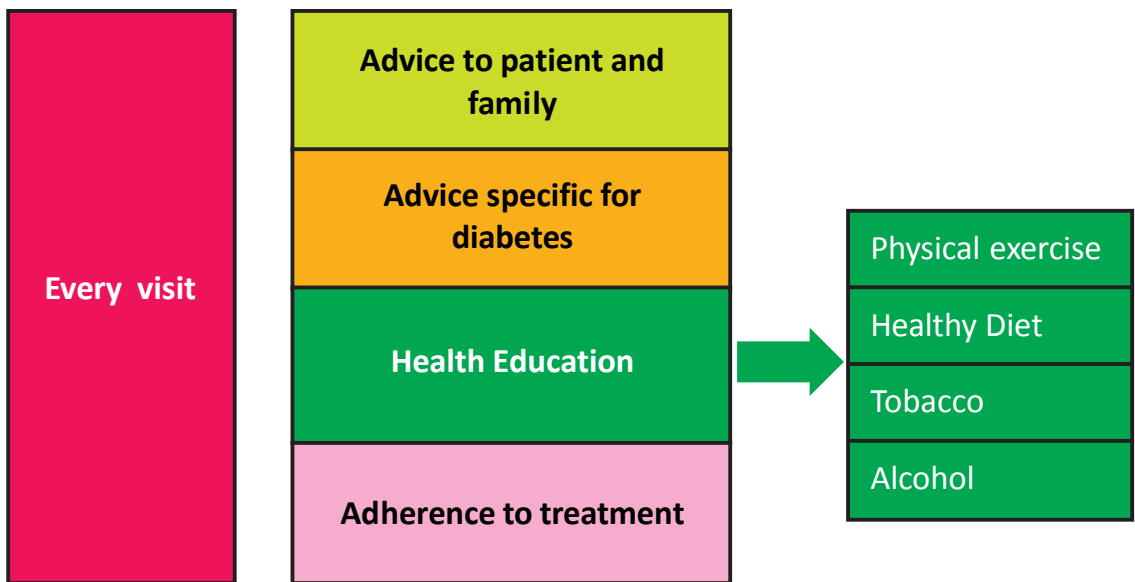 Every visit
Advice to patient and
family
Advice specific for
diabetes
Health Education
Adherence to treatment
Physical exercise
Healthy Diet
Tobacco
Alcohol